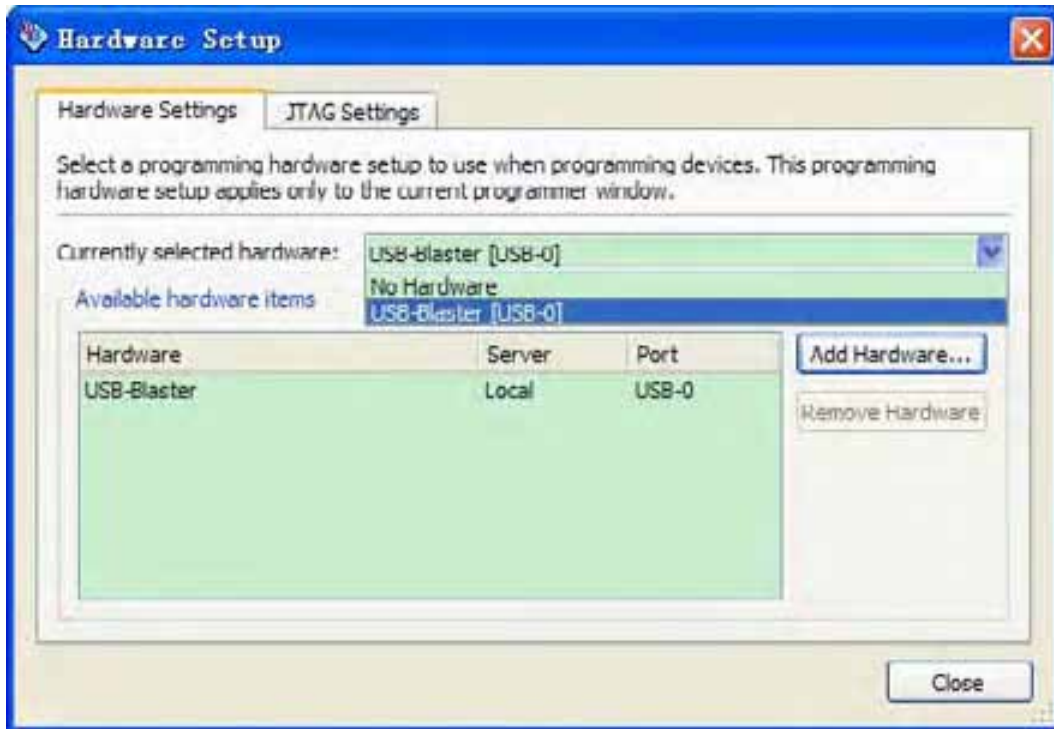 Hardware Setup
Hardware Settings JTAG Settings
Select a programming hardware setup to use when programming devices. This programming
hardware setup applies only to the current programmer window.
Currently selected hardware: USB-Blaster [USB-0]
No Hardware
Available hardware items
USB-Blaster [USB-0]
Hardware Server Port
Add Hardware...
USB-Blaster Local USB-0
Remove Hardware
Close